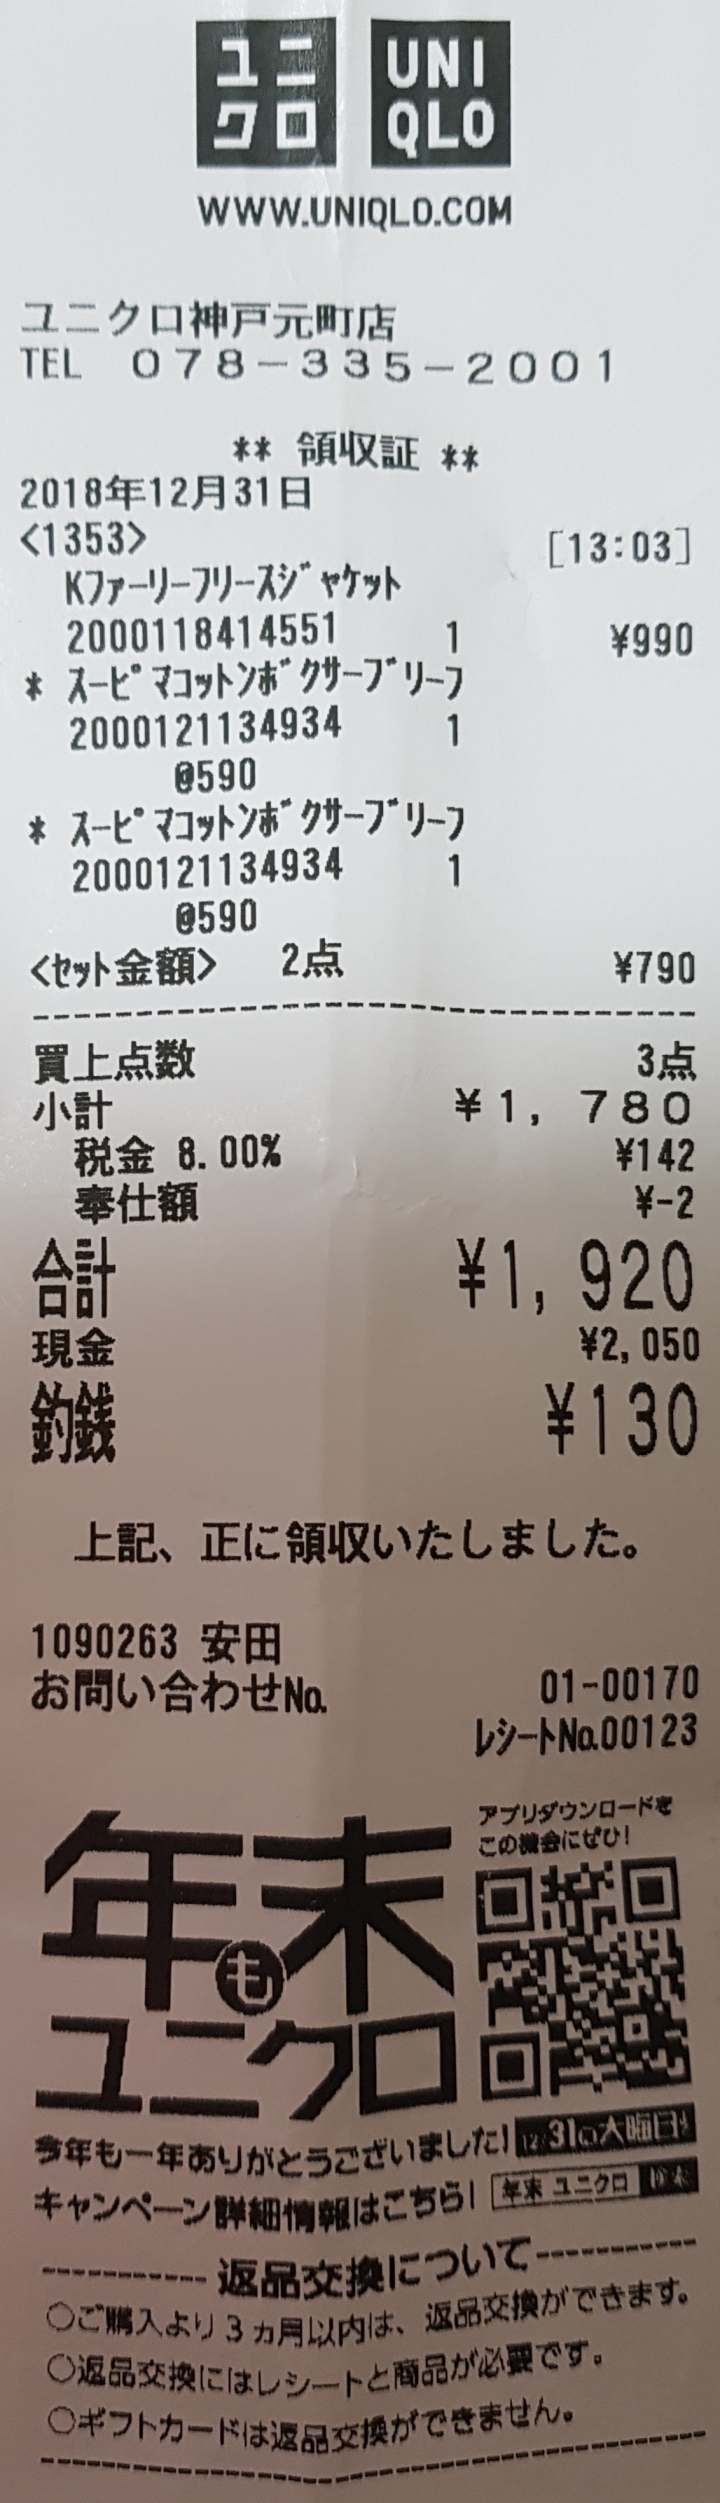 ユニクロ UNIQLO
WWW.UNIQLO.COM
ユニクロ神戸元町店
TEL 078-335-2001
** 領収証 **
2018年12月31日
<1353> [13:03]
Kファーリーフリースジャケット
2000118414551 1 ¥990
* スーピマコットンボクサーブリーフ
2000121134934 1
@590
* スーピマコットンボクサーブリーフ
2000121134934 1
@590
<セット金額> 2点 ¥790
買上点数 3点
小計 ¥1,780
税金 8.00% ¥142
奉仕額 ¥-2
合計 ¥1,920
現金 ¥2,050
釣銭 ¥130
上記、正に領収いたしました。
1090263 安田
お問い合わせNo. 01-00170
レシートNo.00123
アプリダウンロードを
この機会にぜひ!
年末も
ユニクロ
今年も一年ありがとうございました! 12/31の大晦日も
キャンペーン詳細情報はこちら! 年末 ユニクロ 検索
返品交換について
○ご購入より3ヵ月以内は、返品交換ができます。
○返品交換にはレシートと商品が必要です。
○ギフトカードは返品交換ができません。